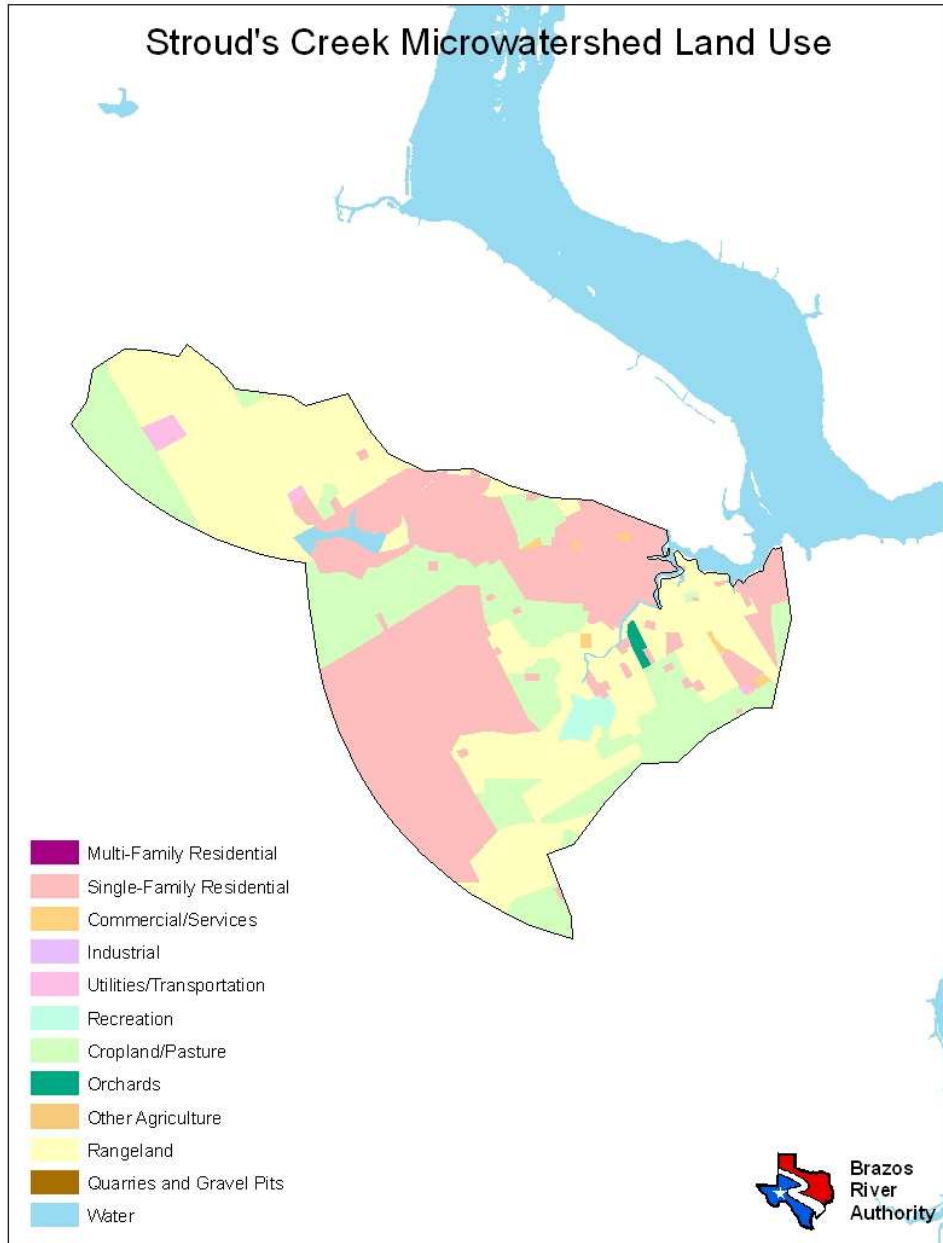 Stroud's Creek Microwatershed Land Use
Multi-Family Residential
Single-Family Residential
Commercial/Services
Industrial
Utilities/Transportation
Recreation
Cropland/Pasture
Orchards
Other Agriculture
Rangeland
Quarries and Gravel Pits
Water
Brazos
River
Authority